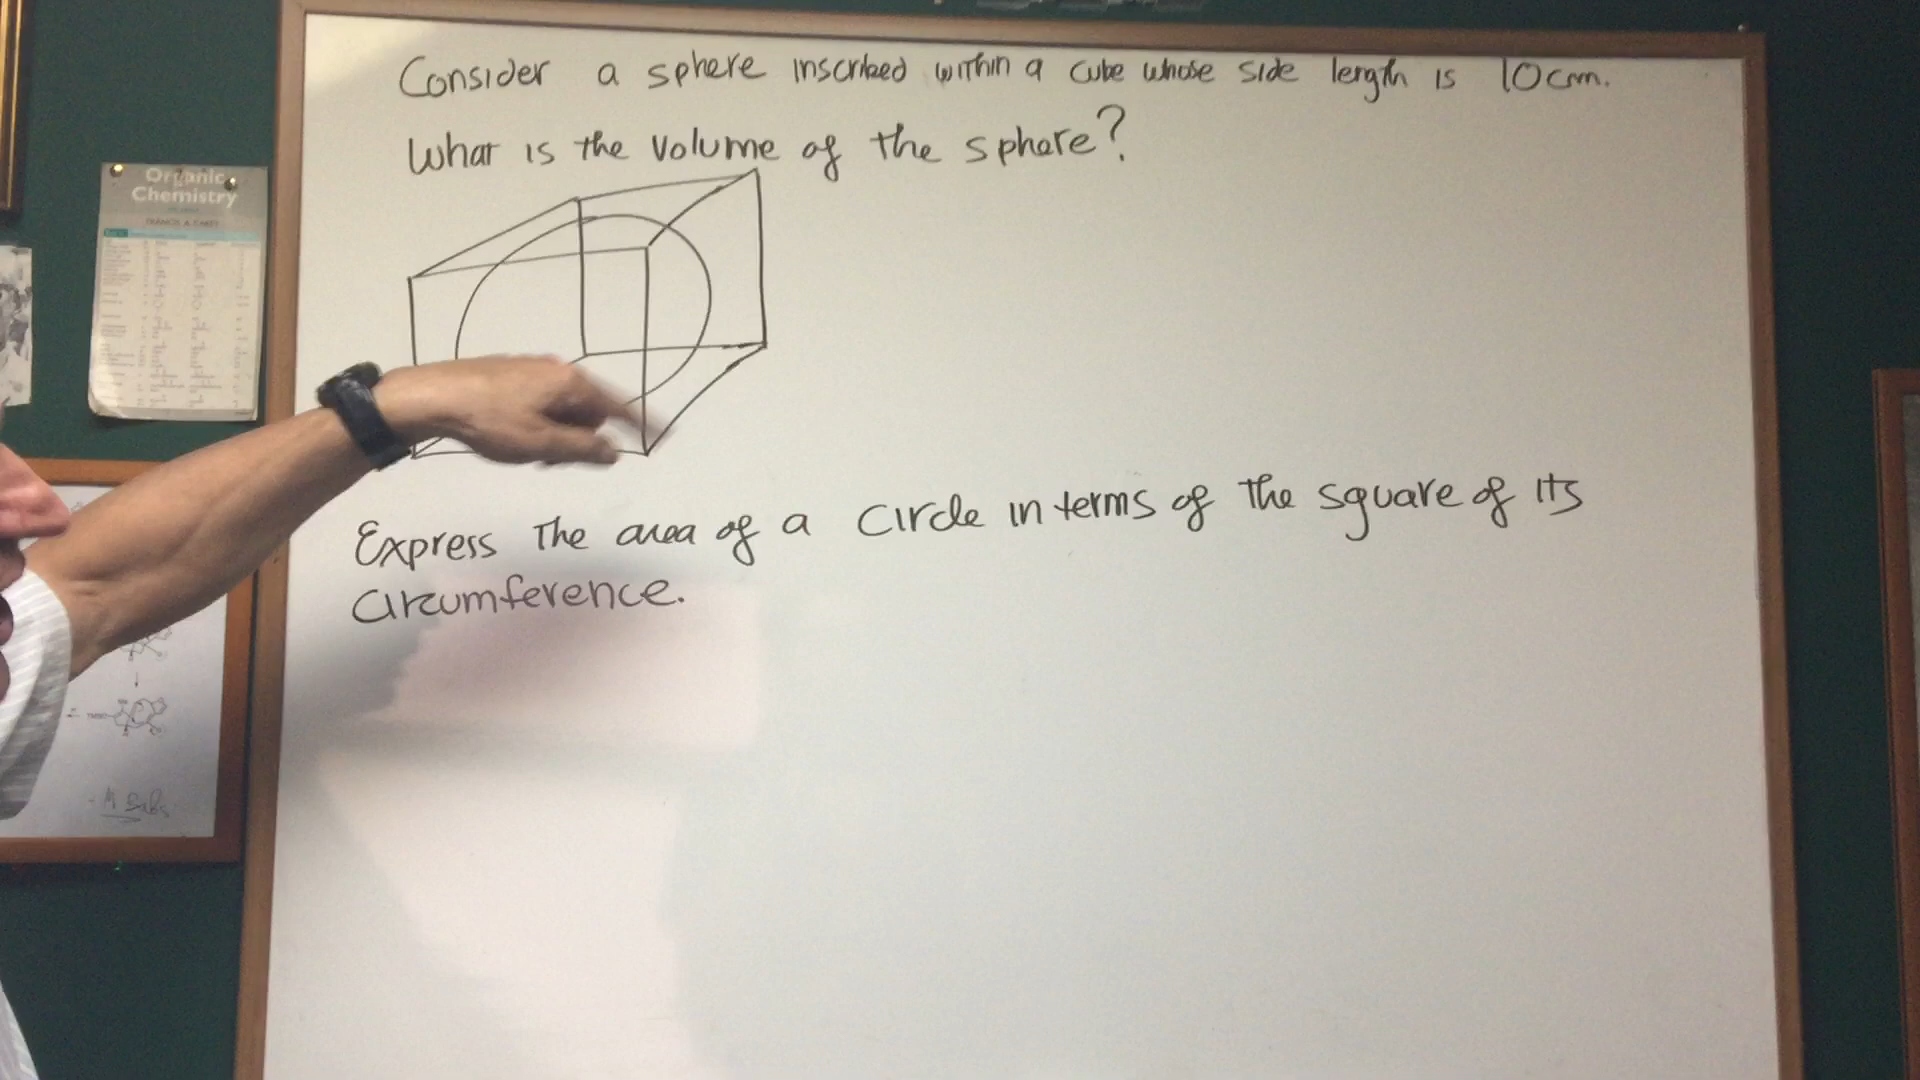 Consider a sphere inscribed within a cube whose side length is 10cm.
What is the volume of the sphere?
Organic
Chemistry
Express the area of a circle in terms of the square of its
circumference.